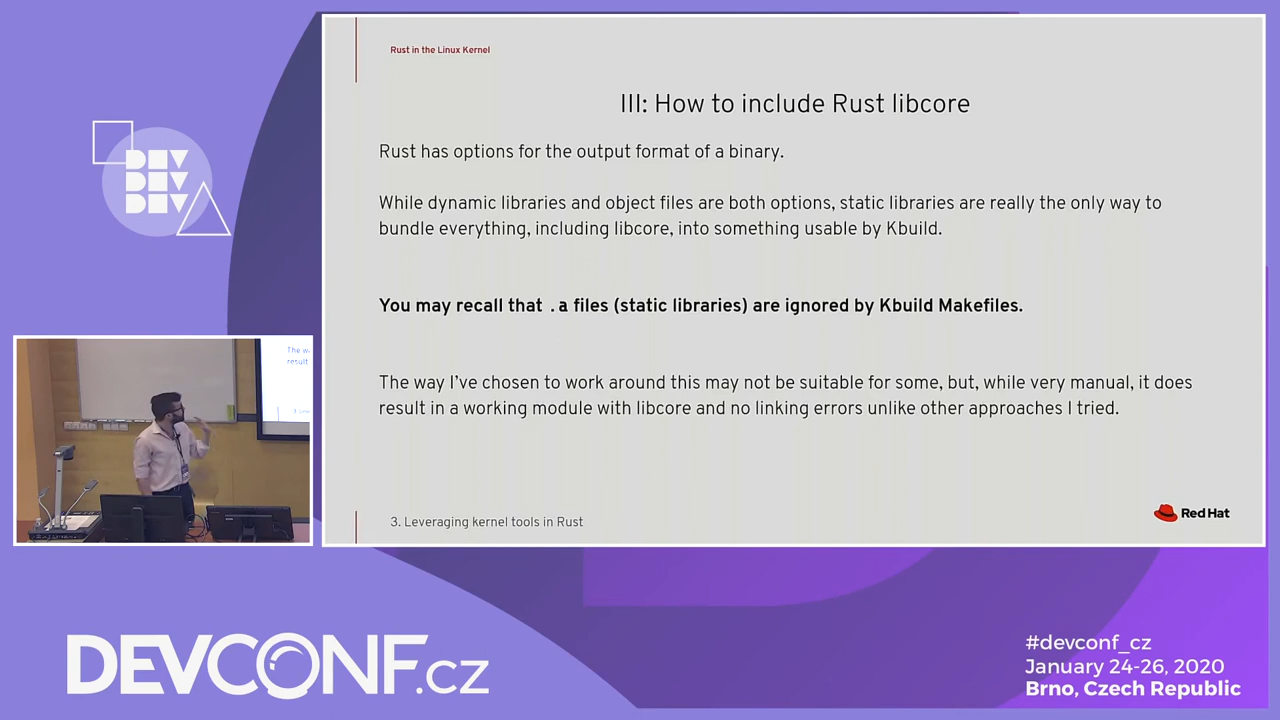 Rust in the Linux Kernel
III: How to include Rust libcore
Rust has options for the output format of a binary.
While dynamic libraries and object files are both options, static libraries are really the only way to
bundle everything, including libcore, into something usable by Kbuild.
You may recall that .a files (static libraries) are ignored by Kbuild Makefiles.
The way I've chosen to work around this may not be suitable for some, but, while very manual, it does
result in a working module with libcore and no linking errors unlike other approaches I tried.
3. Leveraging kernel tools in Rust
Red Hat
DEV
DEV
DEV
The w
result
DEVCONF.cz
#devconf_cz
January 24-26, 2020
Brno, Czech Republic